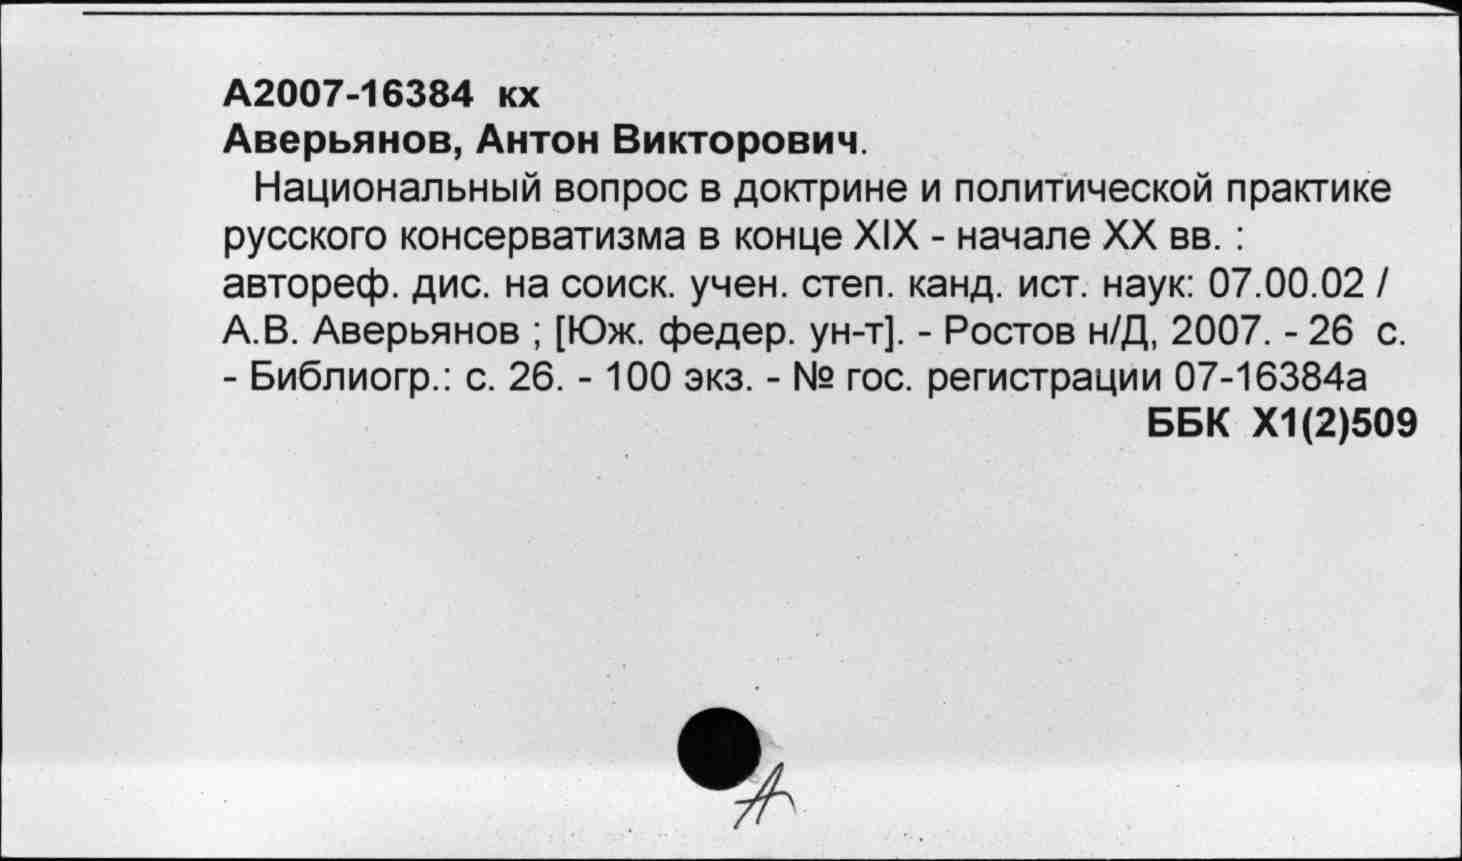 А2007-16384 кх
Аверьянов, Антон Викторович.
Национальный вопрос в доктрине и политической практике
русского консерватизма в конце XIX - начале XX вв. :
автореф. дис. на соиск. учен. степ. канд. ист. наук: 07.00.02 /
А.В. Аверьянов ; [Юж. федер. ун-т]. - Ростов н/Д, 2007. - 26 с.
- Библиогр.: с. 26. - 100 экз. - № гос. регистрации 07-16384а
ББК Х1(2)509
А